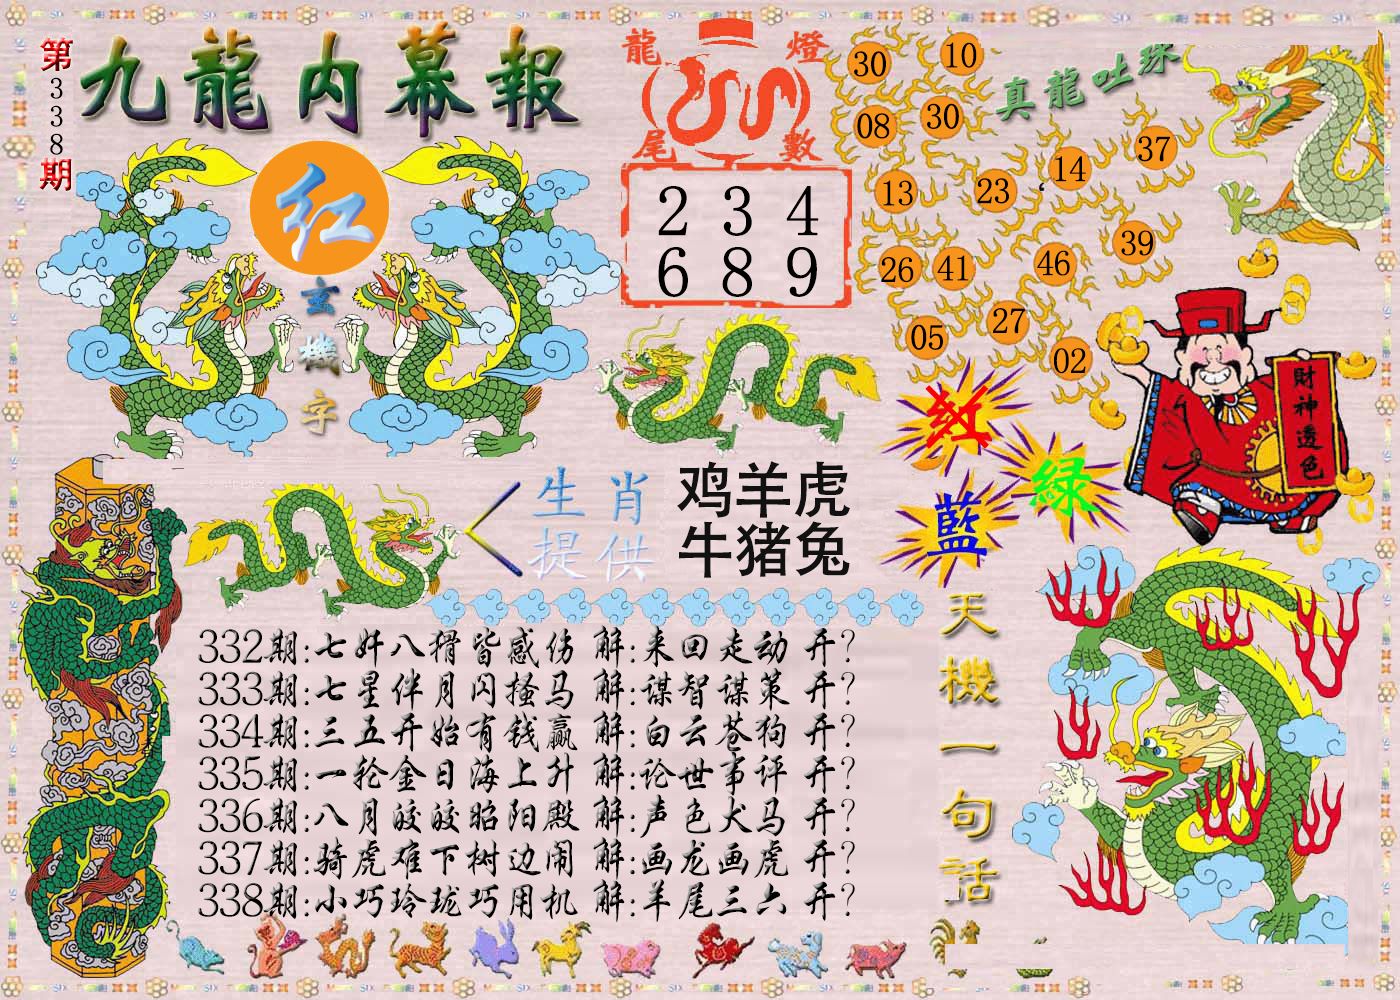 第338期
九龍内幕報
红
玄機字
龍燈尾數
2 3 4
6 8 9
真龍吐珠
30 10
08 30
13 23 14 37
26 41 46 39
05 27 02
財神透色
红
绿
藍
生肖提供
鸡羊虎
牛猪兔
天機一句話
332期:七奸八猾皆感伤 解:来回走动 开?
333期:七星伴月闪搔马 解:谋智谋策 开?
334期:三五开始有钱赢 解:白云苍狗 开?
335期:一轮金日海上升 解:论世事评 开?
336期:八月皎皎昭阳殿 解:声色犬马 开?
337期:骑虎难下树边闹 解:画龙画虎 开?
338期:小巧玲珑巧用机 解:羊尾三六 开?